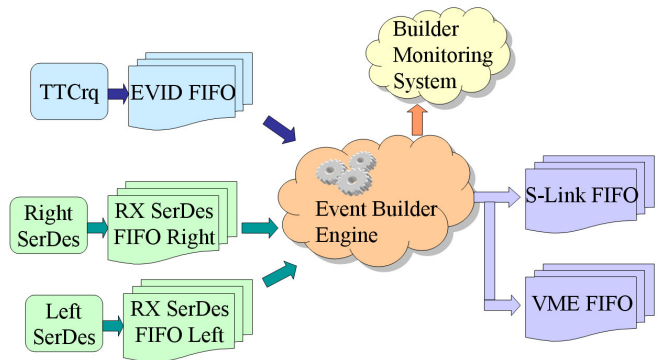 Builder
Monitoring
System
TTCrq
EVID FIFO
Right
SerDes
RX SerDes
FIFO Right
Event Builder
Engine
S-Link FIFO
Left
SerDes
RX SerDes
FIFO Left
VME FIFO